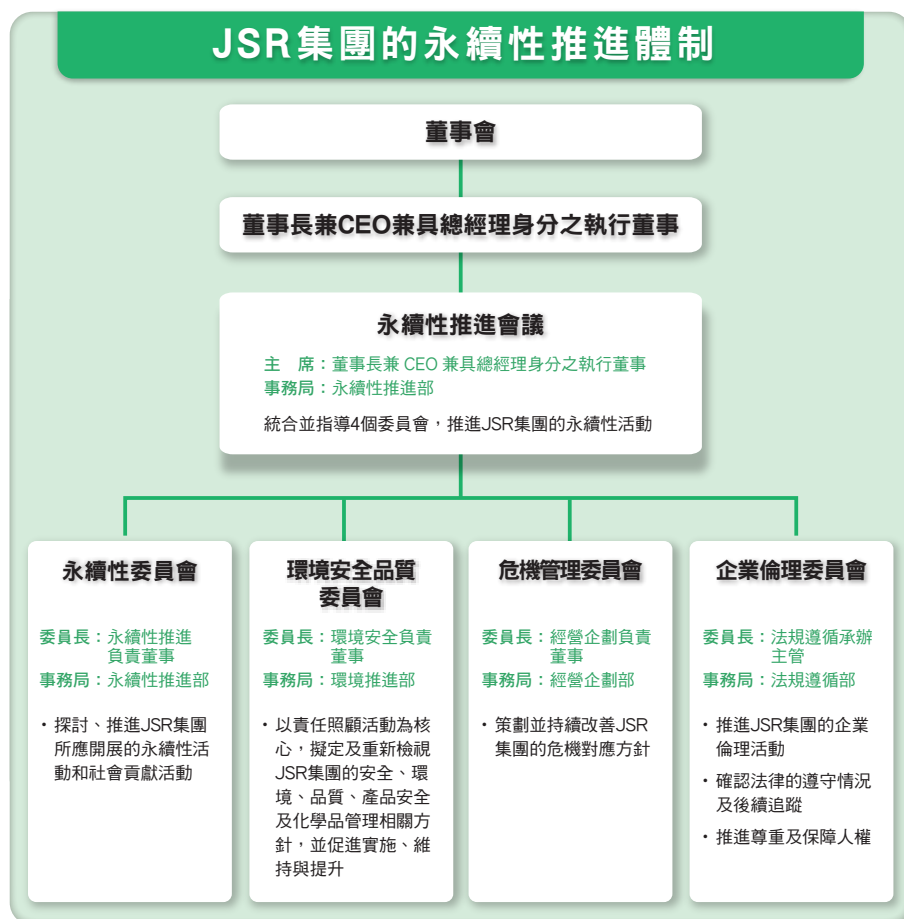 JSR集團的永續性推進體制
董事會
董事長兼CEO兼具總經理身分之執行董事
永續性推進會議
主　席：董事長兼 CEO 兼具總經理身分之執行董事
事務局：永續性推進部
統合並指導4個委員會，推進JSR集團的永續性活動
永續性委員會
委員長：永續性推進
負責董事
事務局：永續性推進部
・探討、推進JSR集團
所應開展的永續性活
動和社會貢獻活動
環境安全品質
委員會
委員長：環境安全負責
董事
事務局：環境推進部
・以責任照顧活動為核
心，擬定及重新檢視
JSR集團的安全、環
境、品質、產品安全
及化學品管理相關方
針，並促進實施、維
持與提升
危機管理委員會
委員長：經營企劃負責
董事
事務局：經營企劃部
・策劃並持續改善JSR
集團的危機對應方針
企業倫理委員會
委員長：法規遵循承辦
主管
事務局：法規遵循部
・推進JSR集團的企業
倫理活動
・確認法律的遵守情況
及後續追蹤
・推進尊重及保障人權